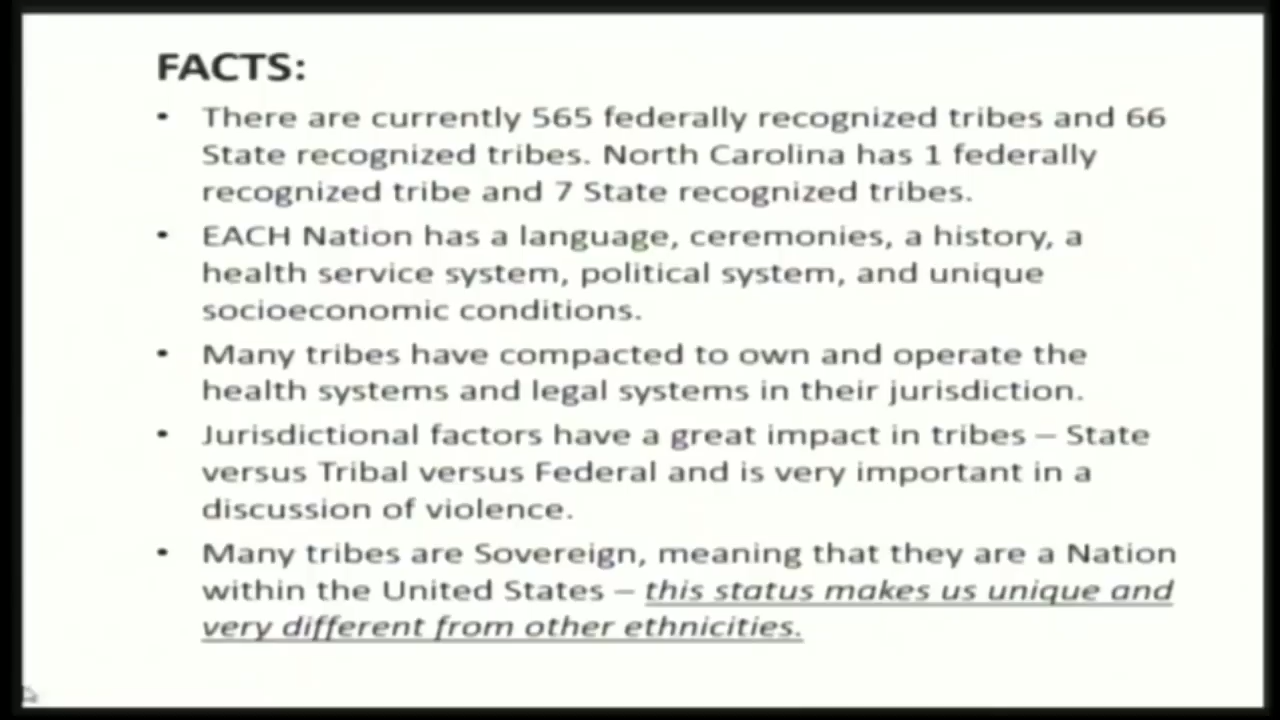 FACTS:
• There are currently 565 federally recognized tribes and 66
State recognized tribes. North Carolina has 1 federally
recognized tribe and 7 State recognized tribes.
• EACH Nation has a language, ceremonies, a history, a
health service system, political system, and unique
socioeconomic conditions.
• Many tribes have compacted to own and operate the
health systems and legal systems in their jurisdiction.
• Jurisdictional factors have a great impact in tribes – State
versus Tribal versus Federal and is very important in a
discussion of violence.
• Many tribes are Sovereign, meaning that they are a Nation
within the United States – this status makes us unique and
very different from other ethnicities.